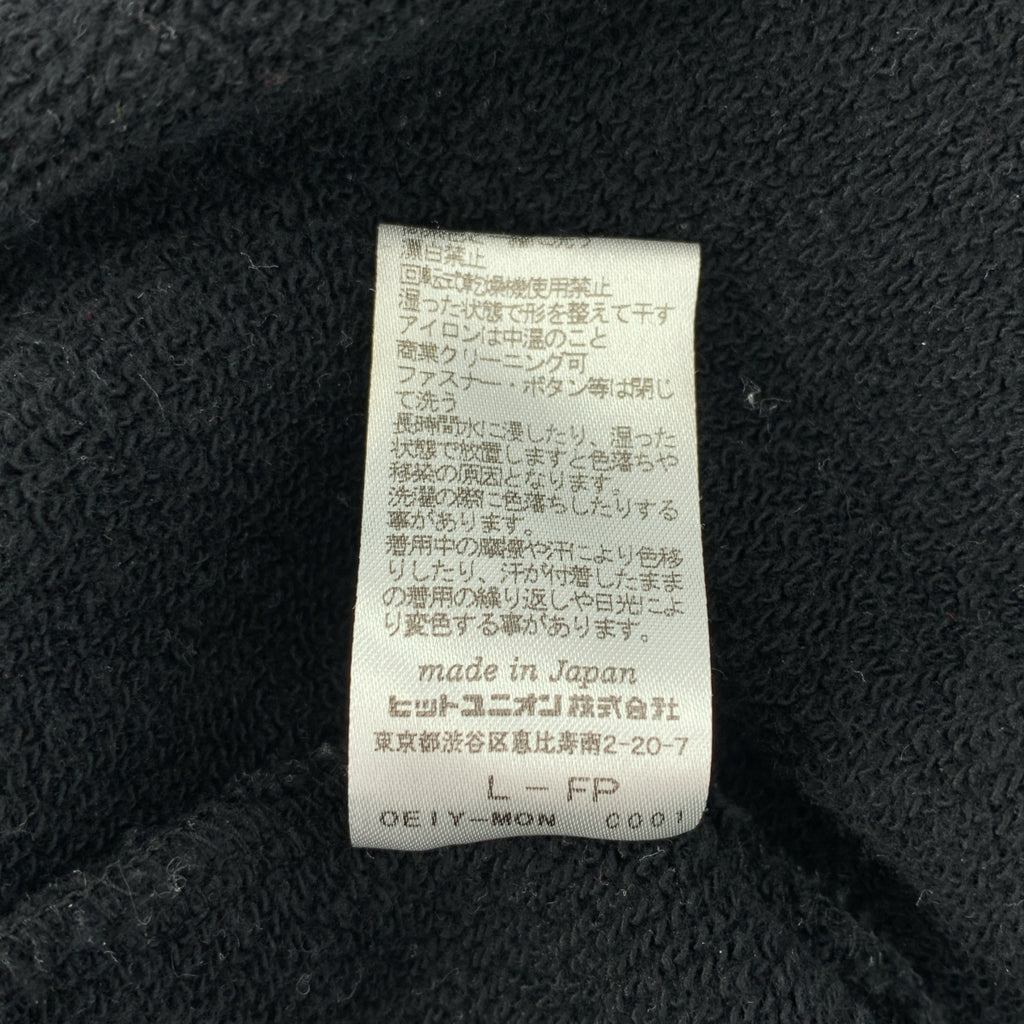 漂白禁止
回転式乾燥機使用禁止
湿った状態で形を整えて干す
アイロンは中温のこと
商業クリーニング可
ファスナー・ボタン等は閉じ
て洗う
長時間水に浸したり、湿った
状態で放置しますと色落ちや
移染の原因となります。
洗濯の際に色落ちしたりする
事があります。
着用中の摩擦や汗により色移
りしたり、汗が付着したまま
の着用の繰り返しや日光によ
り変色する事があります。
made in Japan
ヒットユニオン株式会社
東京都渋谷区恵比寿南2-20-7
L - FP
OEIY-MON 0001